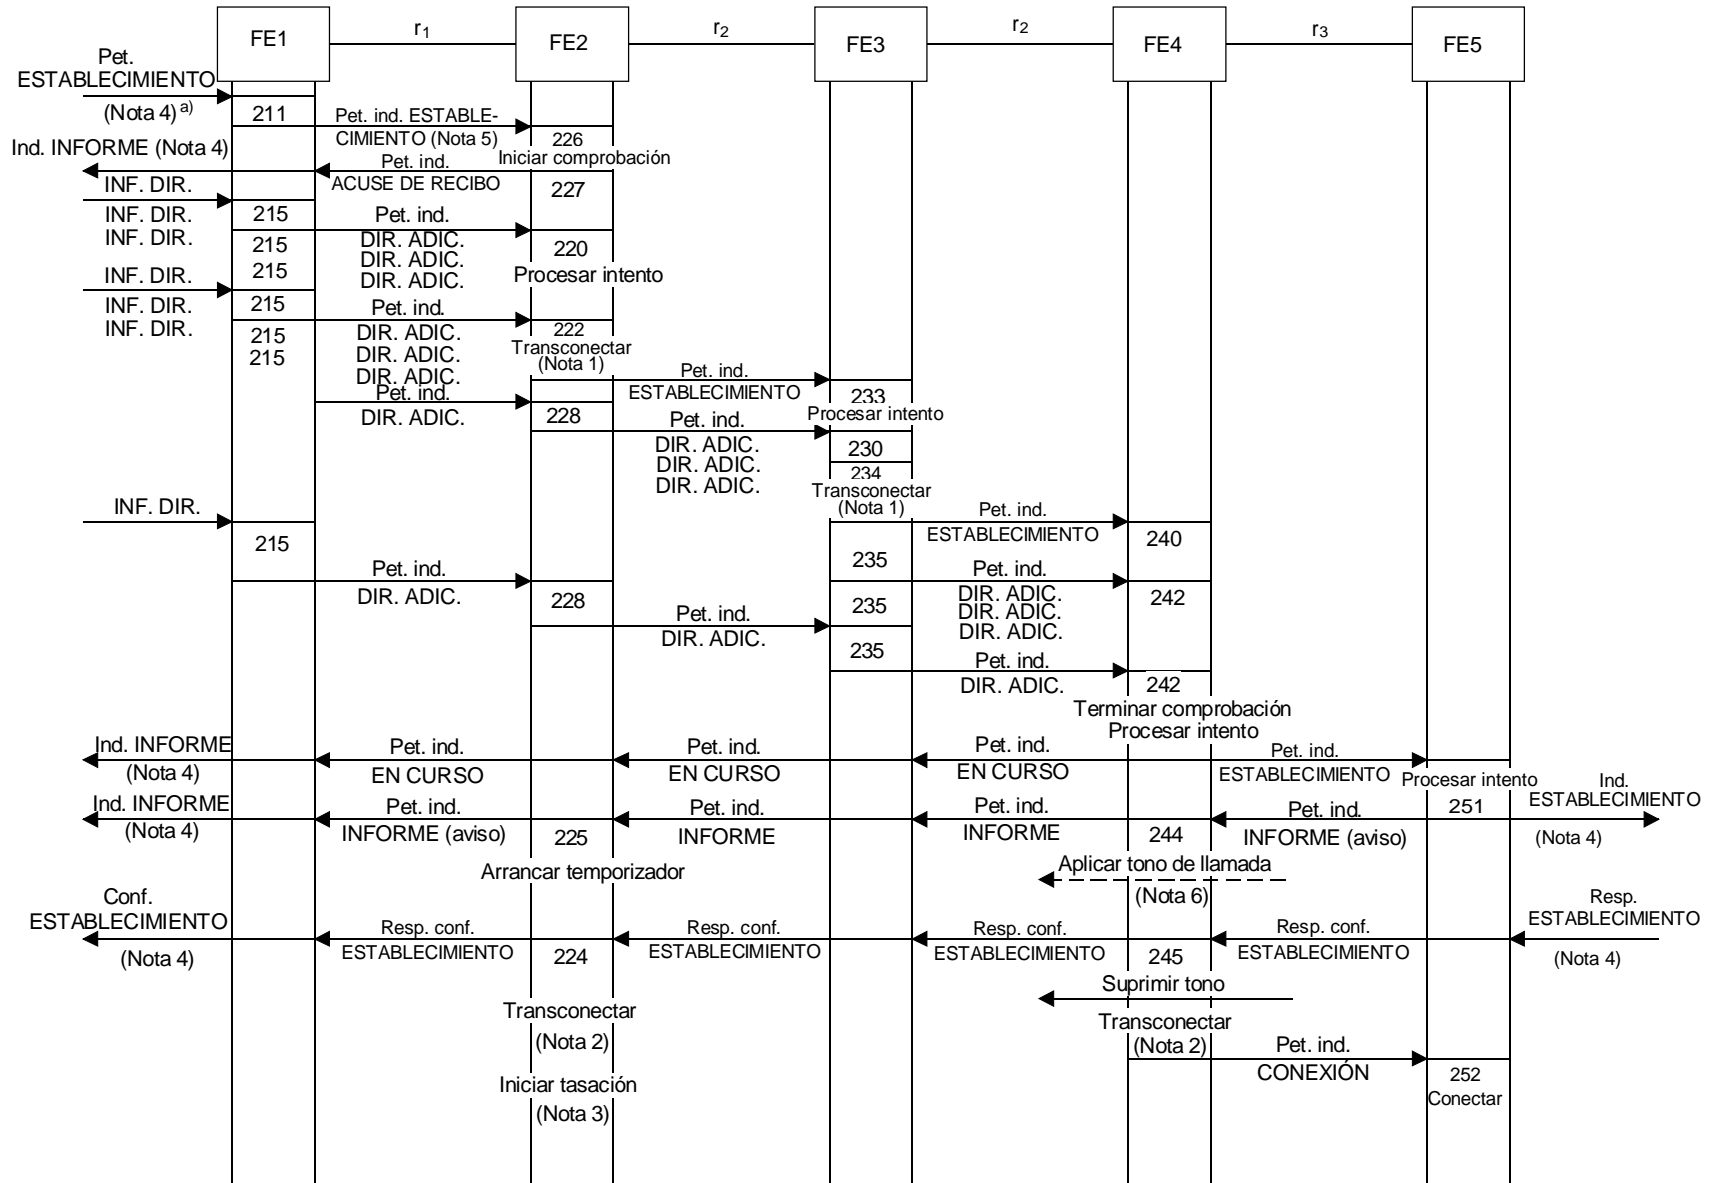 FE1
r1
FE2
r2
FE3
r2
FE4
r3
FE5
Pet.
ESTABLECIMIENTO
(Nota 4) a)
211
Pet. ind. ESTABLE-
CIMIENTO (Nota 5)
226
Iniciar comprobación
Ind. INFORME (Nota 4)
Pet. ind.
ACUSE DE RECIBO
227
INF. DIR.
INF. DIR.
INF. DIR.
215
215
215
Pet. ind.
DIR. ADIC.
DIR. ADIC.
DIR. ADIC.
220
Procesar intento
INF. DIR.
INF. DIR.
INF. DIR.
215
215
215
Pet. ind.
DIR. ADIC.
DIR. ADIC.
DIR. ADIC.
222
Transconectar
(Nota 1)
Pet. ind.
ESTABLECIMIENTO
233
Procesar intento
Pet. ind.
DIR. ADIC.
228
Pet. ind.
DIR. ADIC.
DIR. ADIC.
DIR. ADIC.
230
234
Transconectar
(Nota 1)
INF. DIR.
215
Pet. ind.
ESTABLECIMIENTO
240
235
Pet. ind.
DIR. ADIC.
228
Pet. ind.
DIR. ADIC.
DIR. ADIC.
DIR. ADIC.
242
235
Pet. ind.
DIR. ADIC.
235
Pet. ind.
DIR. ADIC.
242
Terminar comprobación
Procesar intento
Ind. INFORME
(Nota 4)
Pet. ind.
EN CURSO
Pet. ind.
EN CURSO
Pet. ind.
EN CURSO
Pet. ind.
ESTABLECIMIENTO
Procesar intento
251
Ind.
ESTABLECIMIENTO
(Nota 4)
Ind. INFORME
(Nota 4)
Pet. ind.
INFORME (aviso)
225
Pet. ind.
INFORME
Pet. ind.
INFORME
244
Pet. ind.
INFORME (aviso)
Arrancar temporizador
Aplicar tono de llamada
(Nota 6)
Conf.
ESTABLECIMIENTO
(Nota 4)
Resp. conf.
ESTABLECIMIENTO
224
Resp. conf.
ESTABLECIMIENTO
Resp. conf.
ESTABLECIMIENTO
245
Resp. conf.
ESTABLECIMIENTO
Resp.
ESTABLECIMIENTO
(Nota 4)
Suprimir tono
Transconectar
(Nota 2)
Transconectar
(Nota 2)
Pet. ind.
CONEXIÓN
252
Conectar
Iniciar tasación
(Nota 3)